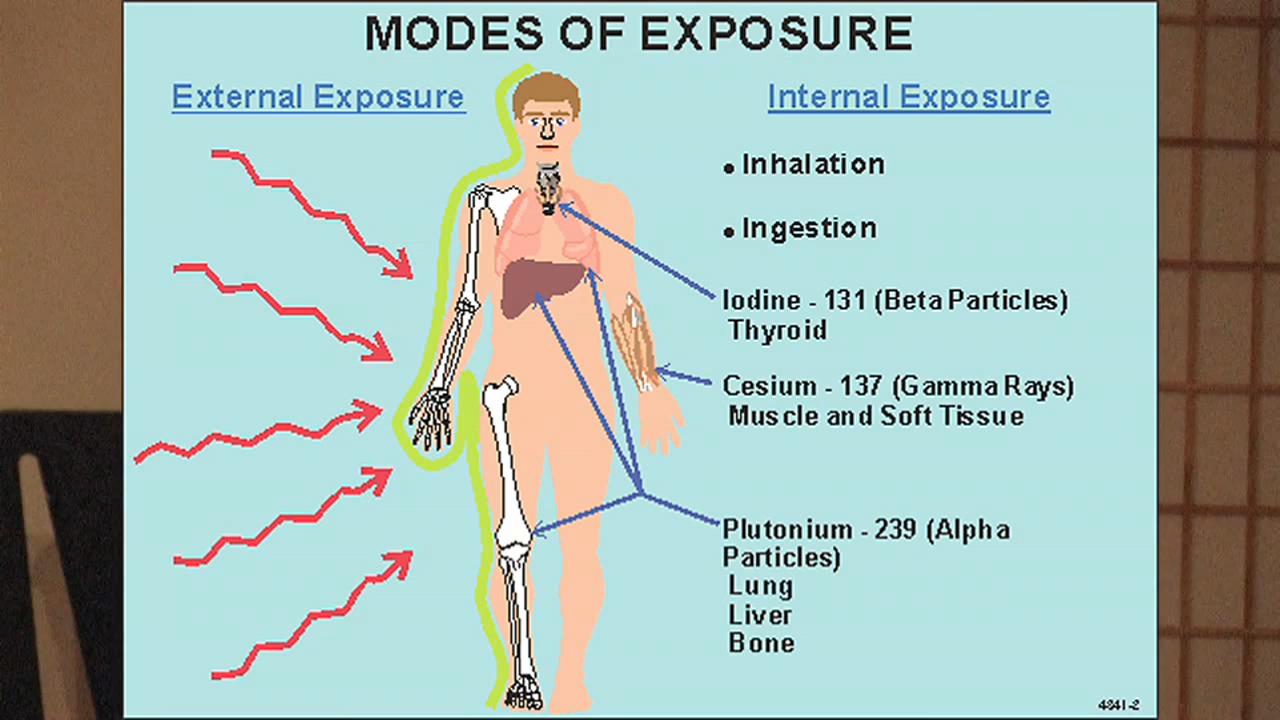 MODES OF EXPOSURE
External Exposure
Internal Exposure
• Inhalation
• Ingestion
Iodine - 131 (Beta Particles)
Thyroid
Cesium - 137 (Gamma Rays)
Muscle and Soft Tissue
Plutonium - 239 (Alpha
Particles)
Lung
Liver
Bone
4841-2